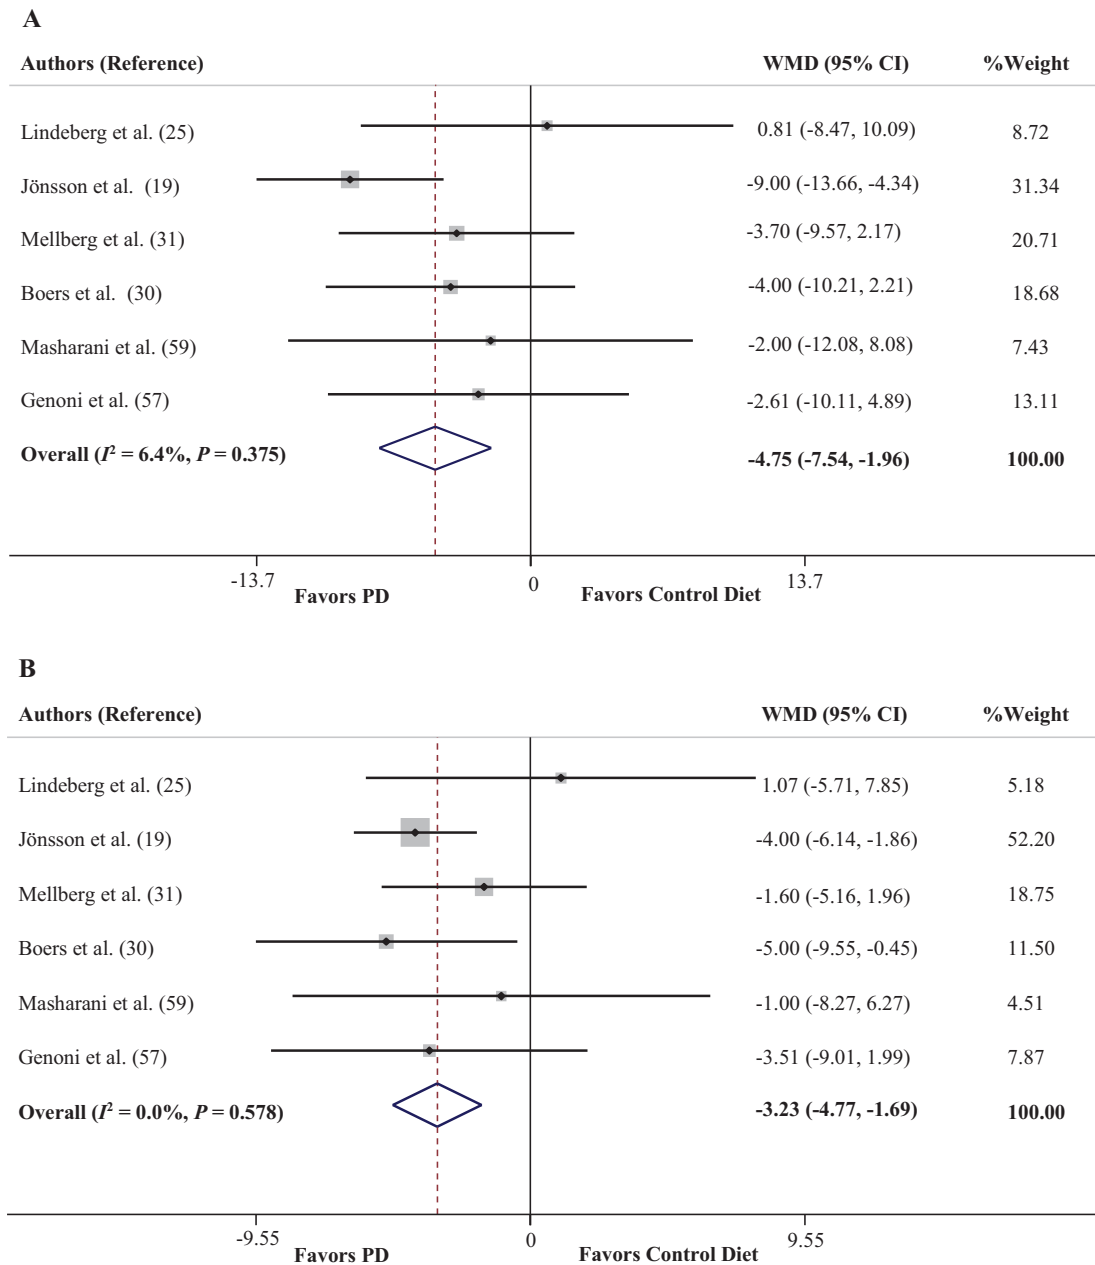 A
Authors (Reference) WMD (95% CI) %Weight
Lindeberg et al. (25) 0.81 (-8.47, 10.09) 8.72
Jönsson et al. (19) -9.00 (-13.66, -4.34) 31.34
Mellberg et al. (31) -3.70 (-9.57, 2.17) 20.71
Boers et al. (30) -4.00 (-10.21, 2.21) 18.68
Masharani et al. (59) -2.00 (-12.08, 8.08) 7.43
Genoni et al. (57) -2.61 (-10.11, 4.89) 13.11
Overall (I² = 6.4%, P = 0.375) -4.75 (-7.54, -1.96) 100.00
-13.7 0 13.7
Favors PD Favors Control Diet
B
Authors (Reference) WMD (95% CI) %Weight
Lindeberg et al. (25) 1.07 (-5.71, 7.85) 5.18
Jönsson et al. (19) -4.00 (-6.14, -1.86) 52.20
Mellberg et al. (31) -1.60 (-5.16, 1.96) 18.75
Boers et al. (30) -5.00 (-9.55, -0.45) 11.50
Masharani et al. (59) -1.00 (-8.27, 6.27) 4.51
Genoni et al. (57) -3.51 (-9.01, 1.99) 7.87
Overall (I² = 0.0%, P = 0.578) -3.23 (-4.77, -1.69) 100.00
-9.55 0 9.55
Favors PD Favors Control Diet